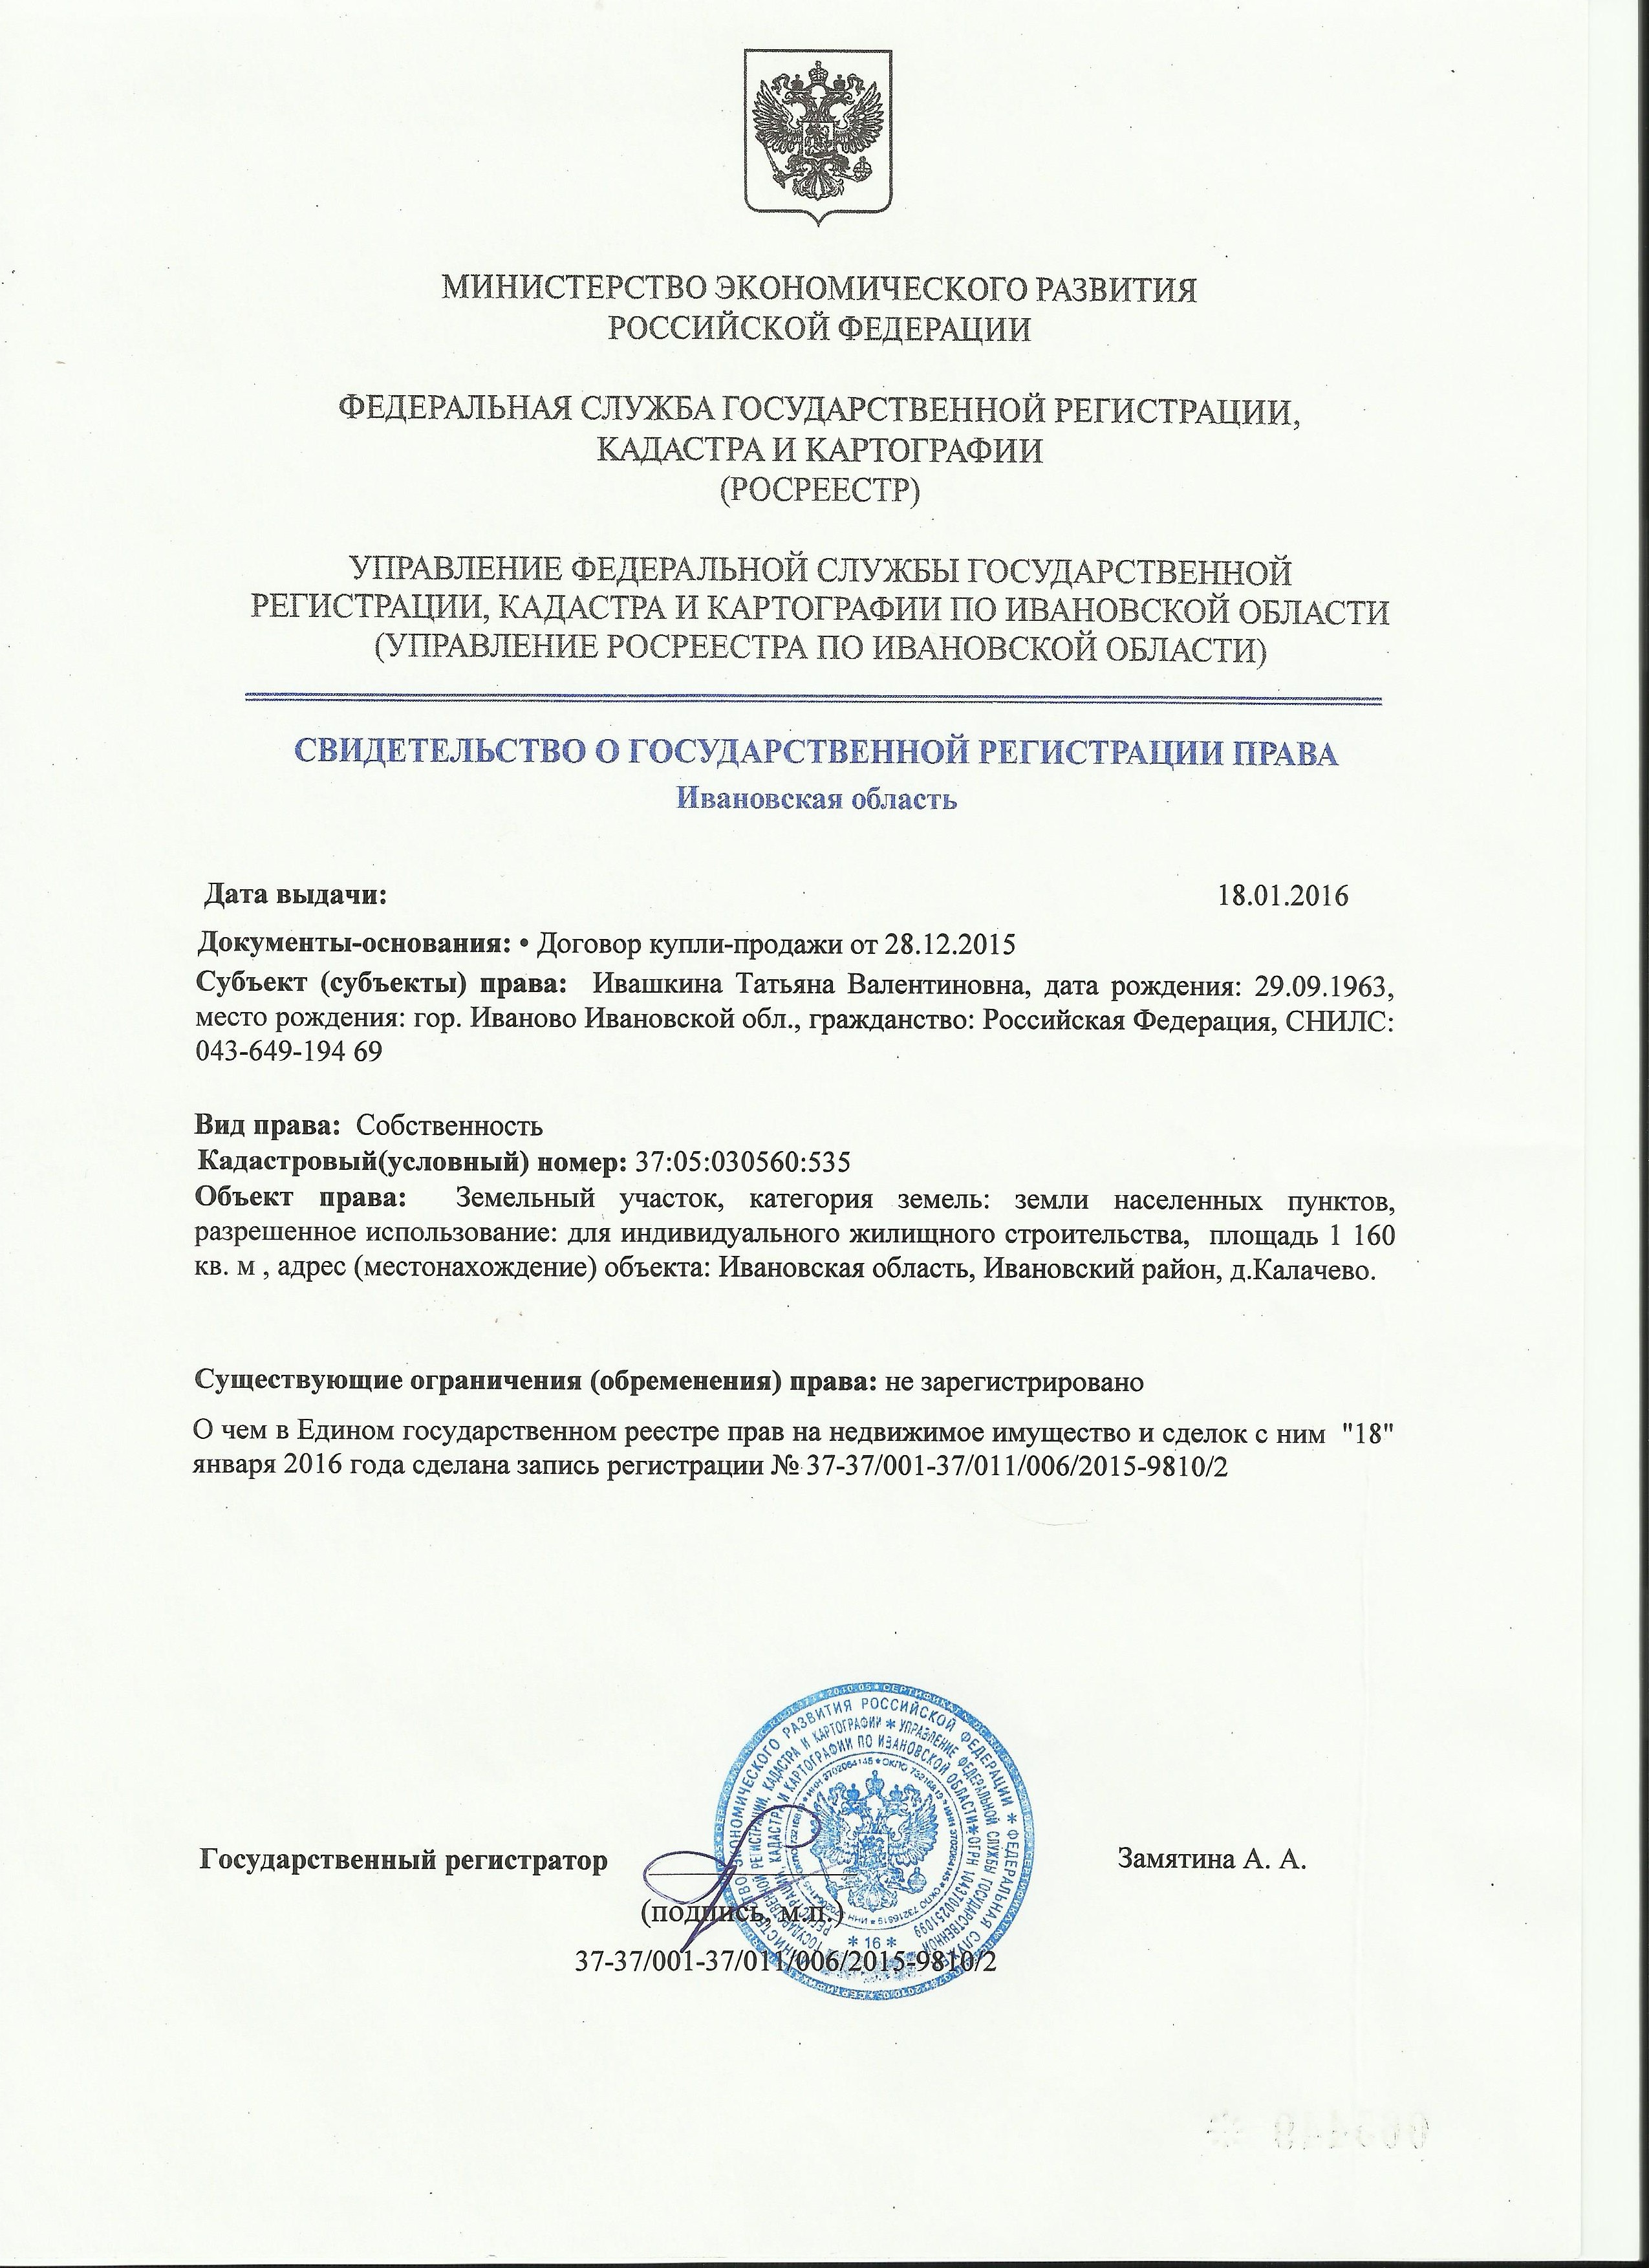 МИНИСТЕРСТВО ЭКОНОМИЧЕСКОГО РАЗВИТИЯ
РОССИЙСКОЙ ФЕДЕРАЦИИ
ФЕДЕРАЛЬНАЯ СЛУЖБА ГОСУДАРСТВЕННОЙ РЕГИСТРАЦИИ,
КАДАСТРА И КАРТОГРАФИИ
(РОСРЕЕСТР)
УПРАВЛЕНИЕ ФЕДЕРАЛЬНОЙ СЛУЖБЫ ГОСУДАРСТВЕННОЙ
РЕГИСТРАЦИИ, КАДАСТРА И КАРТОГРАФИИ ПО ИВАНОВСКОЙ ОБЛАСТИ
(УПРАВЛЕНИЕ РОСРЕЕСТРА ПО ИВАНОВСКОЙ ОБЛАСТИ)
СВИДЕТЕЛЬСТВО О ГОСУДАРСТВЕННОЙ РЕГИСТРАЦИИ ПРАВА
Ивановская область
Дата выдачи: 18.01.2016
Документы-основания: • Договор купли-продажи от 28.12.2015
Субъект (субъекты) права: Ивашкина Татьяна Валентиновна, дата рождения: 29.09.1963,
место рождения: гор. Иваново Ивановской обл., гражданство: Российская Федерация, СНИЛС:
043-649-194 69
Вид права: Собственность
Кадастровый(условный) номер: 37:05:030560:535
Объект права: Земельный участок, категория земель: земли населенных пунктов,
разрешенное использование: для индивидуального жилищного строительства, площадь 1 160
кв. м , адрес (местонахождение) объекта: Ивановская область, Ивановский район, д.Калачево.
Существующие ограничения (обременения) права: не зарегистрировано
О чем в Едином государственном реестре прав на недвижимое имущество и сделок с ним "18"
января 2016 года сделана запись регистрации № 37-37/001-37/011/006/2015-9810/2
Государственный регистратор Замятина А. А.
(подпись, м.п.)
37-37/001-37/011/006/2015-9810/2
МИНИСТЕРСТВО ЭКОНОМИЧЕСКОГО РАЗВИТИЯ РОССИЙСКОЙ ФЕДЕРАЦИИ * ФЕДЕРАЛЬНАЯ СЛУЖБА
ГОСУДАРСТВЕННОЙ РЕГИСТРАЦИИ, КАДАСТРА И КАРТОГРАФИИ * УПРАВЛЕНИЕ ФЕДЕРАЛЬНОЙ СЛУЖБЫ ГОСУДАРСТВЕННОЙ
РЕГИСТРАЦИИ, КАДАСТРА И КАРТОГРАФИИ ПО ИВАНОВСКОЙ ОБЛАСТИ * ОГРН 1043700251099
* 16 *